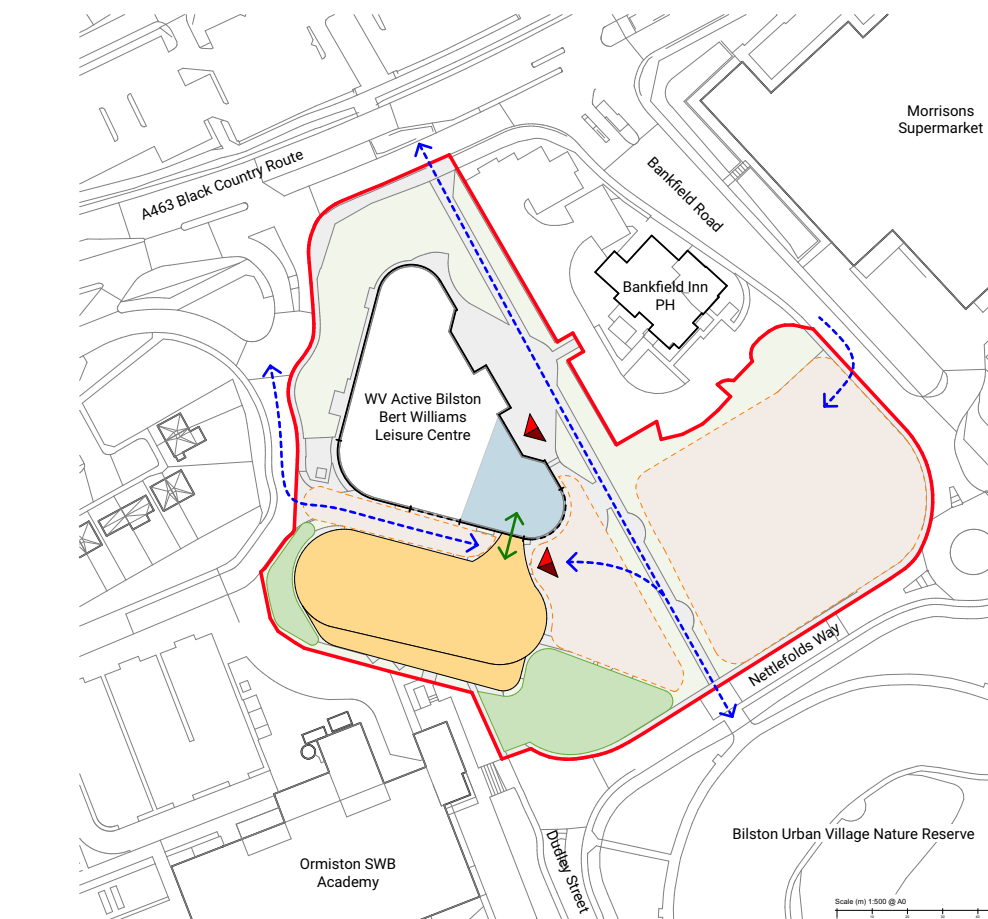 Morrisons
Supermarket
A463 Black Country Route
Bankfield Road
Bankfield Inn
PH
WV Active Bilston
Bert Williams
Leisure Centre
Nettlefolds Way
Bilston Urban Village Nature Reserve
Ormiston SWB
Academy
Dudley Street
Scale (m) 1:500 @ A0